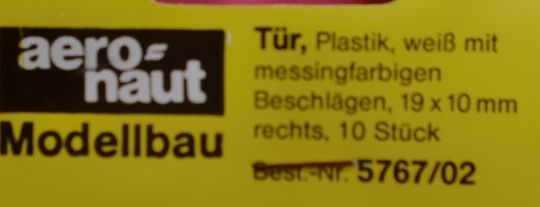 aero=
naut
Modellbau
Tür, Plastik, weiß mit
messingfarbigen
Beschlägen, 19 x 10 mm
rechts, 10 Stück
Best.-Nr. 5767/02